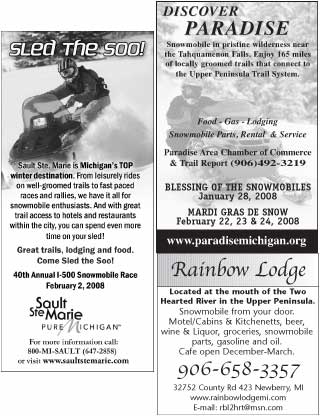 Sled the Soo!
Sault Ste. Marie is Michigan's TOP
winter destination. From leisurely rides
on well-groomed trails to fast paced
races and rallies, we have it all for
snowmobile enthusiasts. And with great
trail access to hotels and restaurants
within the city, you can spend even more
time on your sled!
Great trails, lodging and food.
Come Sled the Soo!
40th Annual I-500 Snowmobile Race
February 2, 2008
Sault
Ste Marie
PURE MICHIGAN™
For more information call:
800-MI-SAULT (647-2858)
or visit www.saultstemarie.com
DISCOVER
PARADISE
Snowmobile in pristine wilderness near
the Tahquamenon Falls. Enjoy 165 miles
of locally groomed trails that connect to
the Upper Peninsula Trail System.
Food - Gas - Lodging
Snowmobile Parts, Rental & Service
Paradise Area Chamber of Commerce
& Trail Report (906)492-3219
BLESSING OF THE SNOWMOBILES
January 28, 2008
MARDI GRAS DE SNOW
February 22, 23 & 24, 2008
www.paradisemichigan.org
Rainbow Lodge
Located at the mouth of the Two
Hearted River in the Upper Peninsula.
Snowmobile from your door.
Motel/Cabins & Kitchenetts, beer,
wine & Liquor, groceries, snowmobile
parts, gasoline and oil.
Cafe open December-March.
906-658-3357
32752 County Rd 423 Newberry, MI
www.rainbowlodgemi.com
E-mail: rbl2hrt@msn.com